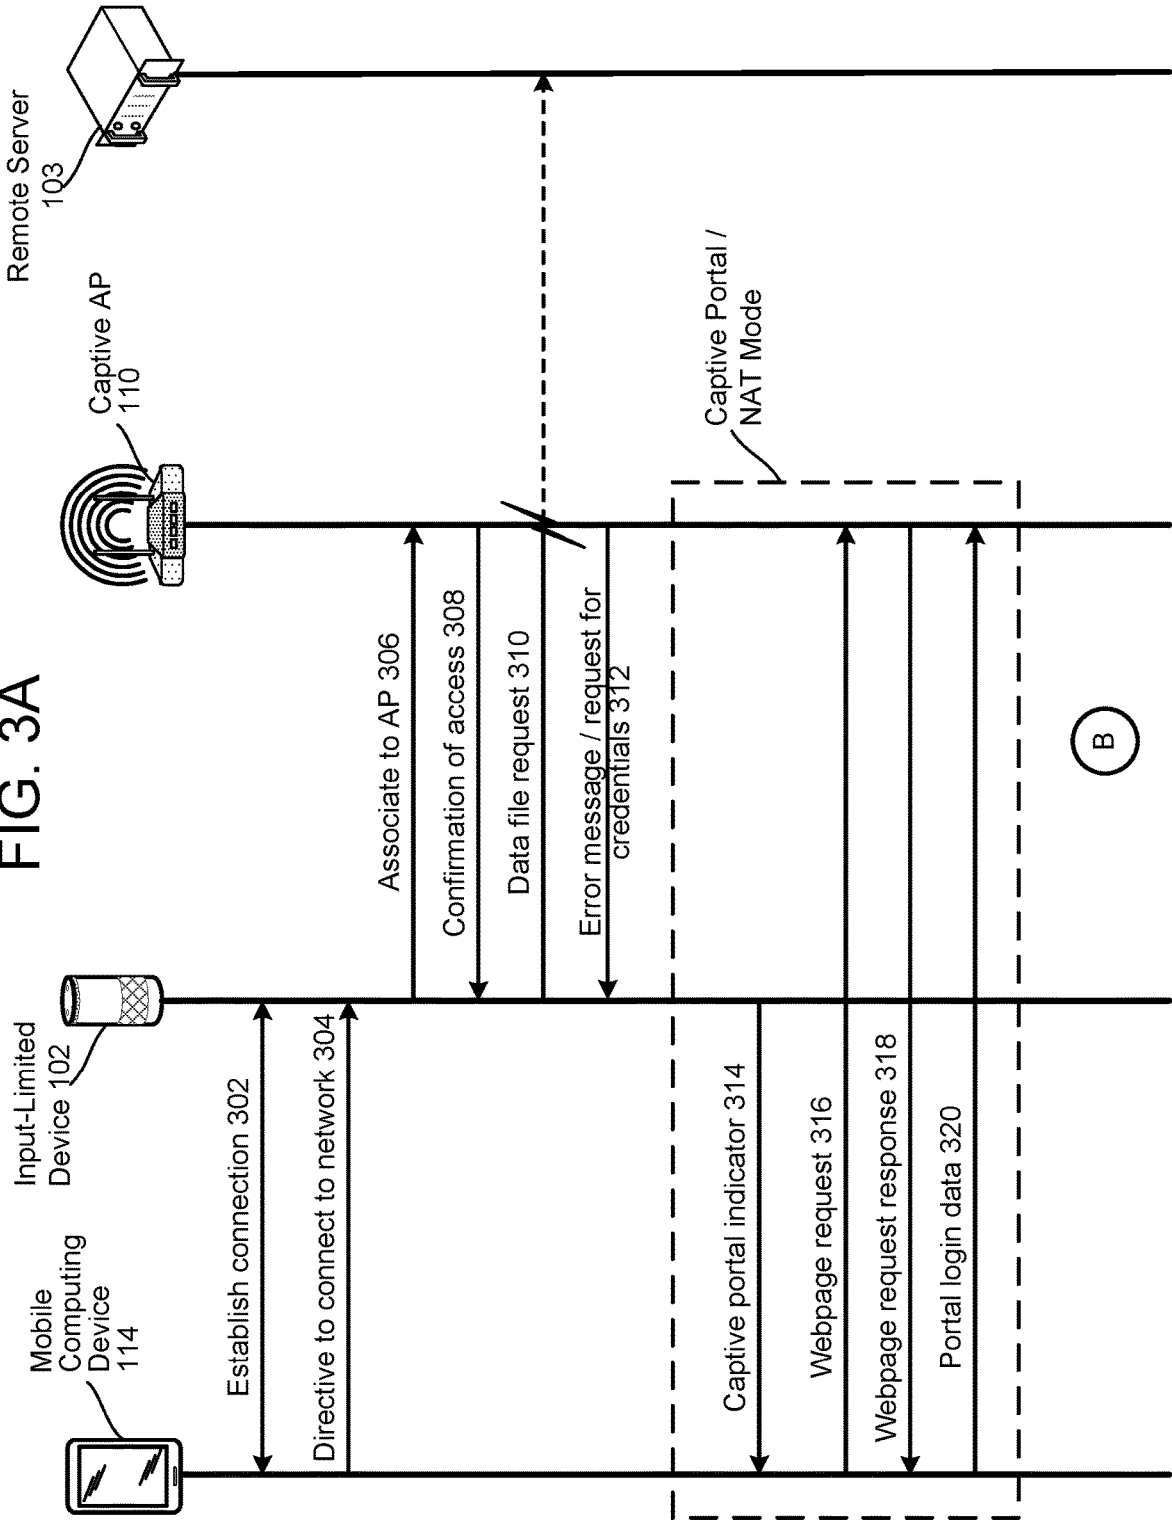 FIG. 3A
Mobile
Computing
Device
114
Input-Limited
Device 102
Captive AP
110
Remote Server
103
Establish connection 302
Directive to connect to network 304
Associate to AP 306
Confirmation of access 308
Data file request 310
Error message / request for
credentials 312
Captive Portal /
NAT Mode
Captive portal indicator 314
Webpage request 316
Webpage request response 318
Portal login data 320
B